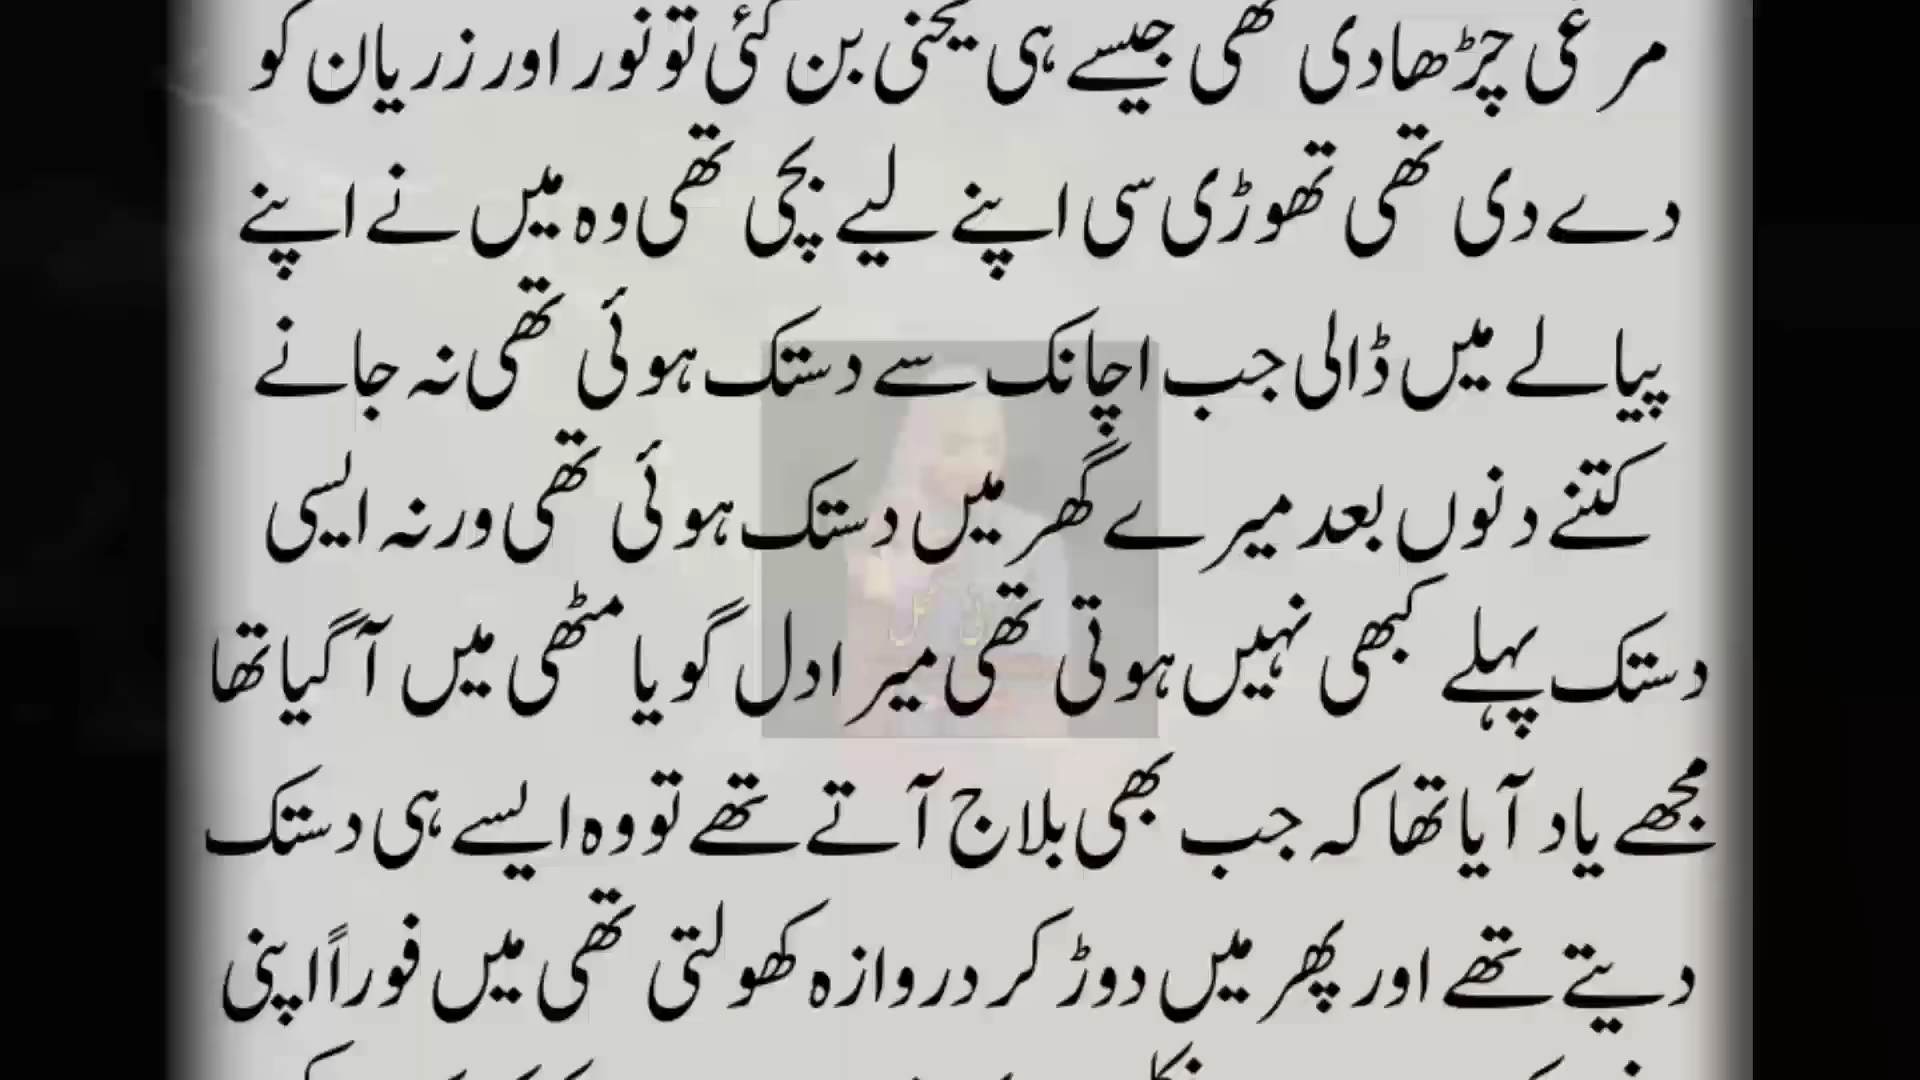 مرغی چڑھادی تھی جیسے ہی یخنی بن گئی تو نور اور زریان کو
دے دی تھی تھوڑی سی اپنے لیے بچی تھی وہ میں نے اپنے
پیالے میں ڈالی جب اچانک سے دستک ہوئی تھی نہ جانے
کتنے دنوں بعد میرے گھر میں دستک ہوئی تھی ورنہ ایسی
دستک پہلے کبھی نہیں ہوتی تھی میرا دل گویا مٹھی میں آگیا تھا
مجھے یاد آیا تھا کہ جب بھی بلاج آتے تھے تو وہ ایسے ہی دستک
دیتے تھے اور پھر میں دوڑ کر دروازہ کھولتی تھی میں فوراً اپنی